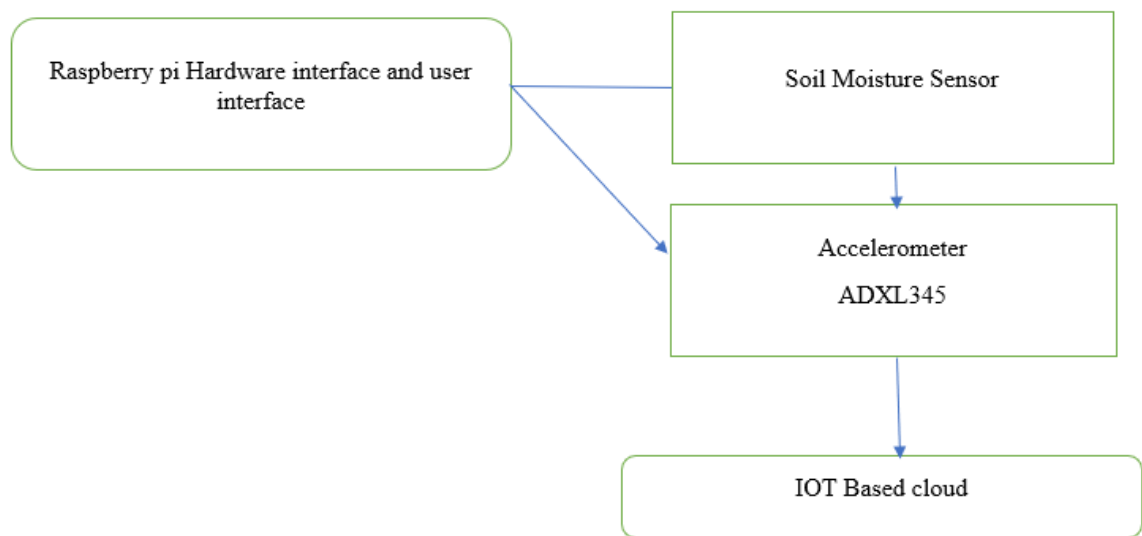 Raspberry pi Hardware interface and user
interface
Soil Moisture Sensor
Accelerometer
ADXL345
IOT Based cloud